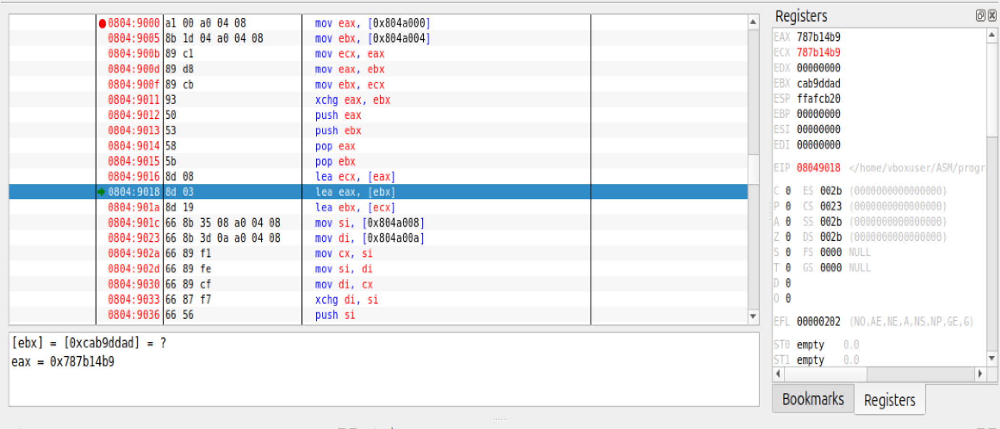 0804:9000 a1 00 a0 04 08 mov eax, [0x804a000]
0804:9005 8b 1d 04 a0 04 08 mov ebx, [0x804a004]
0804:900b 89 c1 mov ecx, eax
0804:900d 89 d8 mov eax, ebx
0804:900f 89 cb mov ebx, ecx
0804:9011 93 xchg eax, ebx
0804:9012 50 push eax
0804:9013 53 push ebx
0804:9014 58 pop eax
0804:9015 5b pop ebx
0804:9016 8d 08 lea ecx, [eax]
0804:9018 8d 03 lea eax, [ebx]
0804:901a 8d 19 lea ebx, [ecx]
0804:901c 66 8b 35 08 a0 04 08 mov si, [0x804a008]
0804:9023 66 8b 3d 0a a0 04 08 mov di, [0x804a00a]
0804:902a 66 89 f1 mov cx, si
0804:902d 66 89 fe mov si, di
0804:9030 66 89 cf mov di, cx
0804:9033 66 87 f7 xchg di, si
0804:9036 66 56 push si
[ebx] = [0xcab9ddad] = ?
eax = 0x787b14b9
Registers
EAX 787b14b9
ECX 787b14b9
EDX 00000000
EBX cab9ddad
ESP ffafcb20
EBP 00000000
ESI 00000000
EDI 00000000
EIP 08049018 </home/vboxuser/ASM/progr
C 0 ES 002b (0000000000000000)
P 0 CS 0023 (0000000000000000)
A 0 SS 002b (0000000000000000)
Z 0 DS 002b (0000000000000000)
S 0 FS 0000 NULL
T 0 GS 0000 NULL
D 0
O 0
EFL 00000202 (NO,AE,NE,A,NS,NP,GE,G)
ST0 empty 0.0
ST1 empty 0.0
Bookmarks Registers